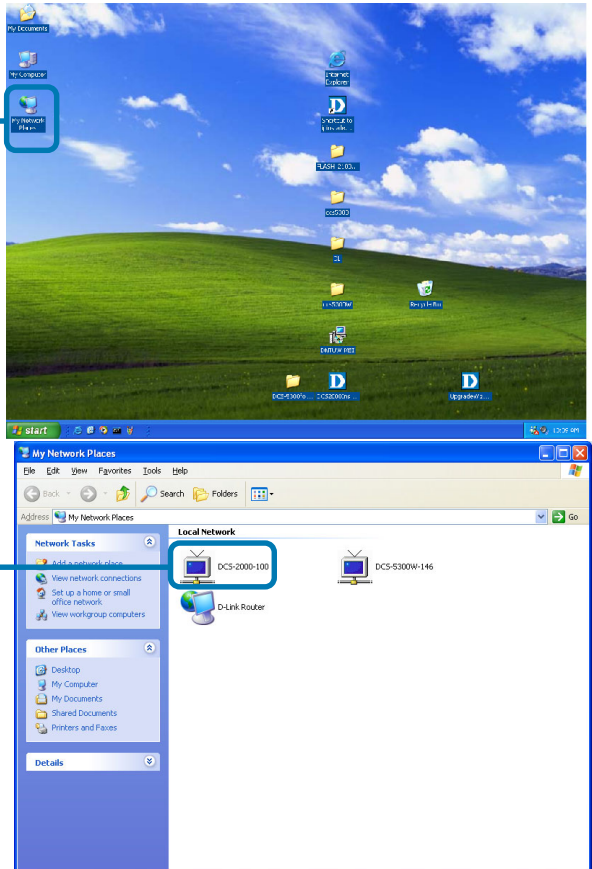 My Documents
My Computer
My Network
Places
Internet
Explorer
Shortcut to
Recycle Bin
start
My Network Places
File Edit View Favorites Tools Help
Back Search Folders
Address My Network Places Go
Network Tasks
Add a network place
View network connections
Set up a home or small
office network
View workgroup computers
Other Places
Desktop
My Computer
My Documents
Shared Documents
Printers and Faxes
Details
Local Network
DCS-2000-100
DCS-5300W-146
D-Link Router